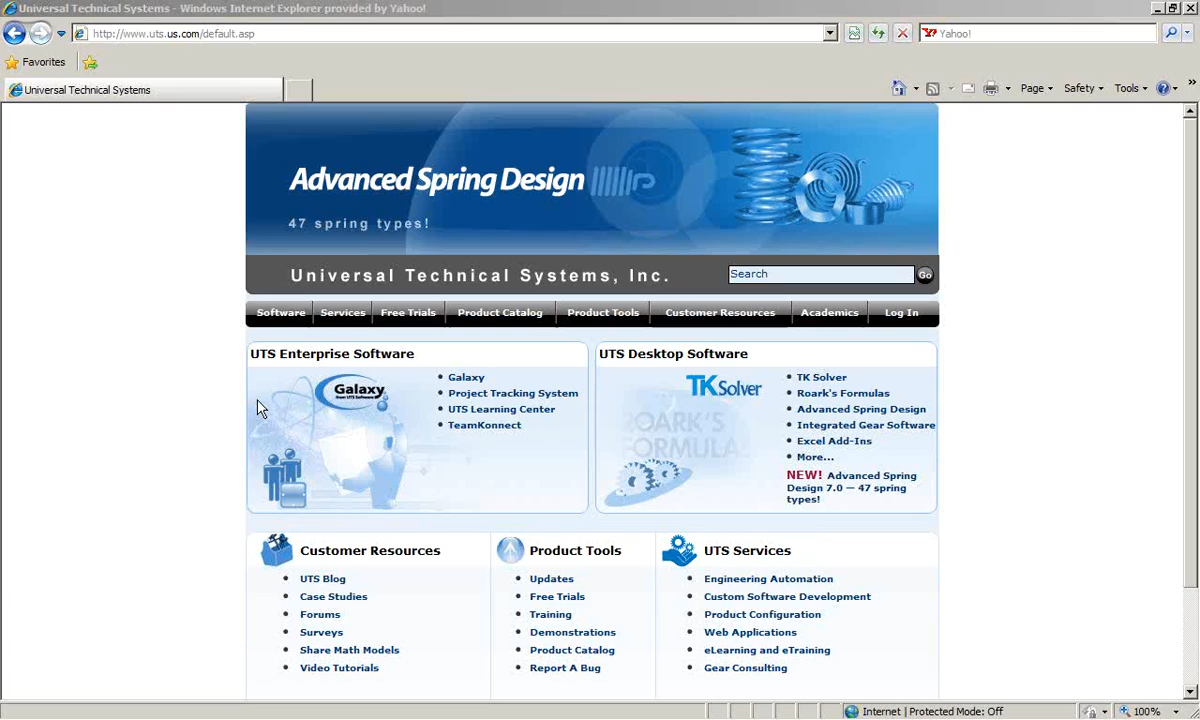 Universal Technical Systems - Windows Internet Explorer provided by Yahoo!
http://www.uts.us.com/default.asp
Yahoo!
Favorites
Universal Technical Systems
Page
Safety
Tools
Advanced Spring Design
47 spring types!
Universal Technical Systems, Inc.
Search
Go
Software Services Free Trials Product Catalog Product Tools Customer Resources Academics Log In
UTS Enterprise Software
Galaxy
from UTS Software
• Galaxy
• Project Tracking System
• UTS Learning Center
• TeamKonnect
UTS Desktop Software
TK Solver
ROARK'S
FORMULAS
• TK Solver
• Roark's Formulas
• Advanced Spring Design
• Integrated Gear Software
• Excel Add-Ins
• More...
NEW! Advanced Spring
Design 7.0 — 47 spring
types!
Customer Resources
• UTS Blog
• Case Studies
• Forums
• Surveys
• Share Math Models
• Video Tutorials
Product Tools
• Updates
• Free Trials
• Training
• Demonstrations
• Product Catalog
• Report A Bug
UTS Services
• Engineering Automation
• Custom Software Development
• Product Configuration
• Web Applications
• eLearning and eTraining
• Gear Consulting
Internet | Protected Mode: Off
100%